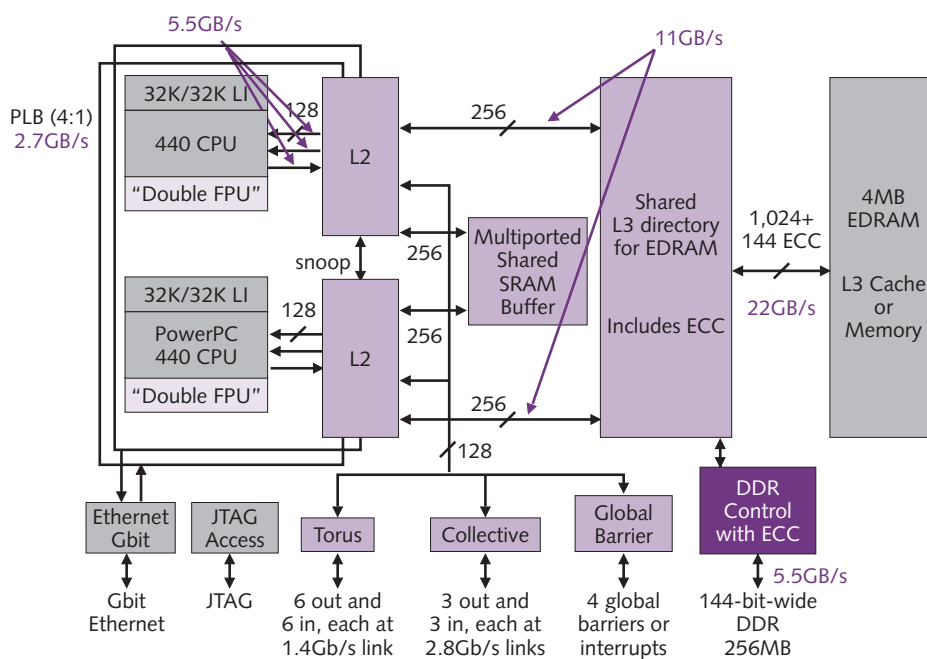 5.5GB/s
11GB/s
PLB (4:1)
2.7GB/s
32K/32K LI
440 CPU
"Double FPU"
128
L2
256
256
snoop
Multiported
Shared
SRAM
Buffer
Shared
L3 directory
for EDRAM
Includes ECC
1,024+
144 ECC
22GB/s
4MB
EDRAM
L3 Cache
or
Memory
32K/32K LI
PowerPC
440 CPU
"Double FPU"
128
L2
256
256
128
Ethernet
Gbit
JTAG
Access
Torus
Collective
Global
Barrier
DDR
Control
with ECC
5.5GB/s
Gbit
Ethernet
JTAG
6 out and
6 in, each at
1.4Gb/s link
3 out and
3 in, each at
2.8Gb/s links
4 global
barriers or
interrupts
144-bit-wide
DDR
256MB